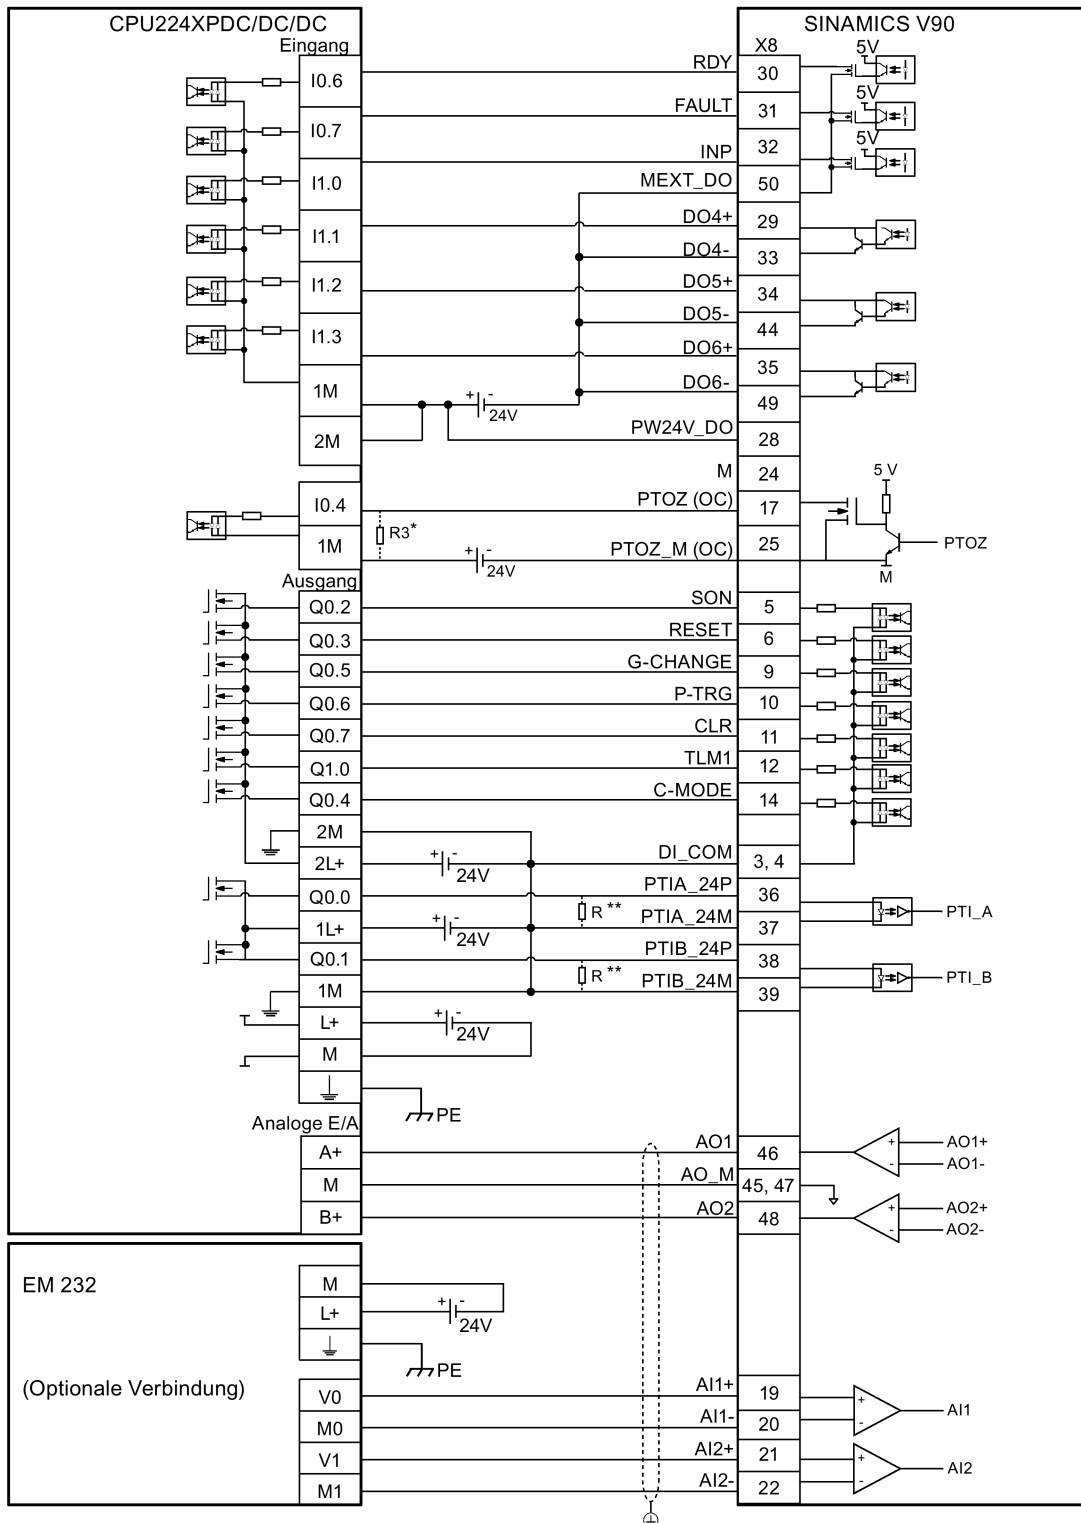 CPU224XPDC/DC/DC
SINAMICS V90
Eingang
X8
I0.6
RDY
30
5V
I0.7
FAULT
31
5V
I1.0
INP
32
5V
MEXT_DO
50
I1.1
DO4+
29
DO4-
33
I1.2
DO5+
34
DO5-
44
I1.3
DO6+
35
1M
+ -
24V
DO6-
49
2M
PW24V_DO
28
M
24
5 V
I0.4
PTOZ (OC)
17
R3*
1M
+ -
24V
PTOZ_M (OC)
25
PTOZ
M
Ausgang
Q0.2
SON
5
Q0.3
RESET
6
Q0.5
G-CHANGE
9
Q0.6
P-TRG
10
Q0.7
CLR
11
Q1.0
TLM1
12
Q0.4
C-MODE
14
2M
2L+
+ -
24V
DI_COM
3, 4
Q0.0
PTIA_24P
36
R **
PTI_A
1L+
+ -
24V
PTIA_24M
37
Q0.1
PTIB_24P
38
R **
PTI_B
1M
PTIB_24M
39
L+
+ -
24V
M
PE
Analoge E/A
A+
AO1
46
+
AO1+
-
AO1-
M
AO_M
45, 47
B+
AO2
48
+
AO2+
-
AO2-
EM 232
M
L+
+ -
24V
PE
(Optionale Verbindung)
V0
AI1+
19
+
AI1
M0
AI1-
20
-
V1
AI2+
21
+
AI2
M1
AI2-
22
-